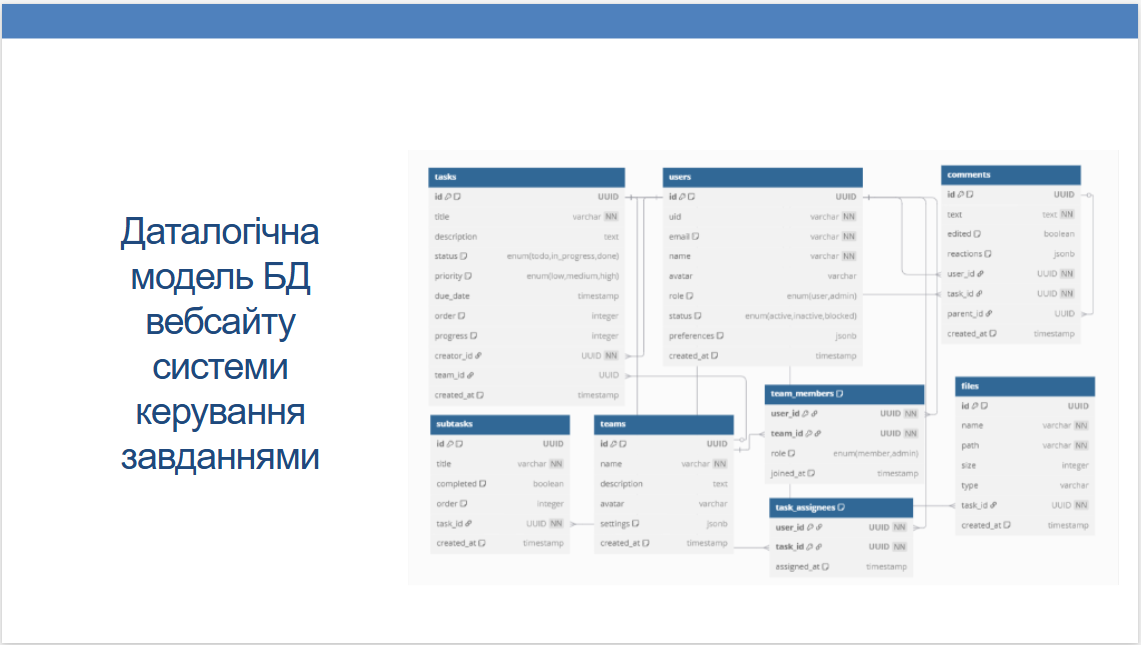 Даталогічна
модель БД
вебсайту
системи
керування
завданнями
tasks
id UUID
title varchar NN
description text
status enum(todo,in_progress,done)
priority enum(low,medium,high)
due_date timestamp
order integer
progress integer
creator_id UUID NN
team_id UUID
created_at timestamp
users
id UUID
uid varchar NN
email varchar NN
name varchar NN
avatar varchar
role enum(user,admin)
status enum(active,inactive,blocked)
preferences jsonb
created_at timestamp
comments
id UUID
text text NN
edited boolean
reactions jsonb
user_id UUID NN
task_id UUID NN
parent_id UUID
created_at timestamp
subtasks
id UUID
title varchar NN
completed boolean
order integer
task_id UUID NN
created_at timestamp
teams
id UUID
name varchar NN
description text
avatar varchar
settings jsonb
created_at timestamp
team_members
user_id UUID NN
team_id UUID NN
role enum(member,admin)
joined_at timestamp
task_assignees
user_id UUID NN
task_id UUID NN
assigned_at timestamp
files
id UUID
name varchar NN
path varchar NN
size integer
type varchar
task_id UUID NN
created_at timestamp